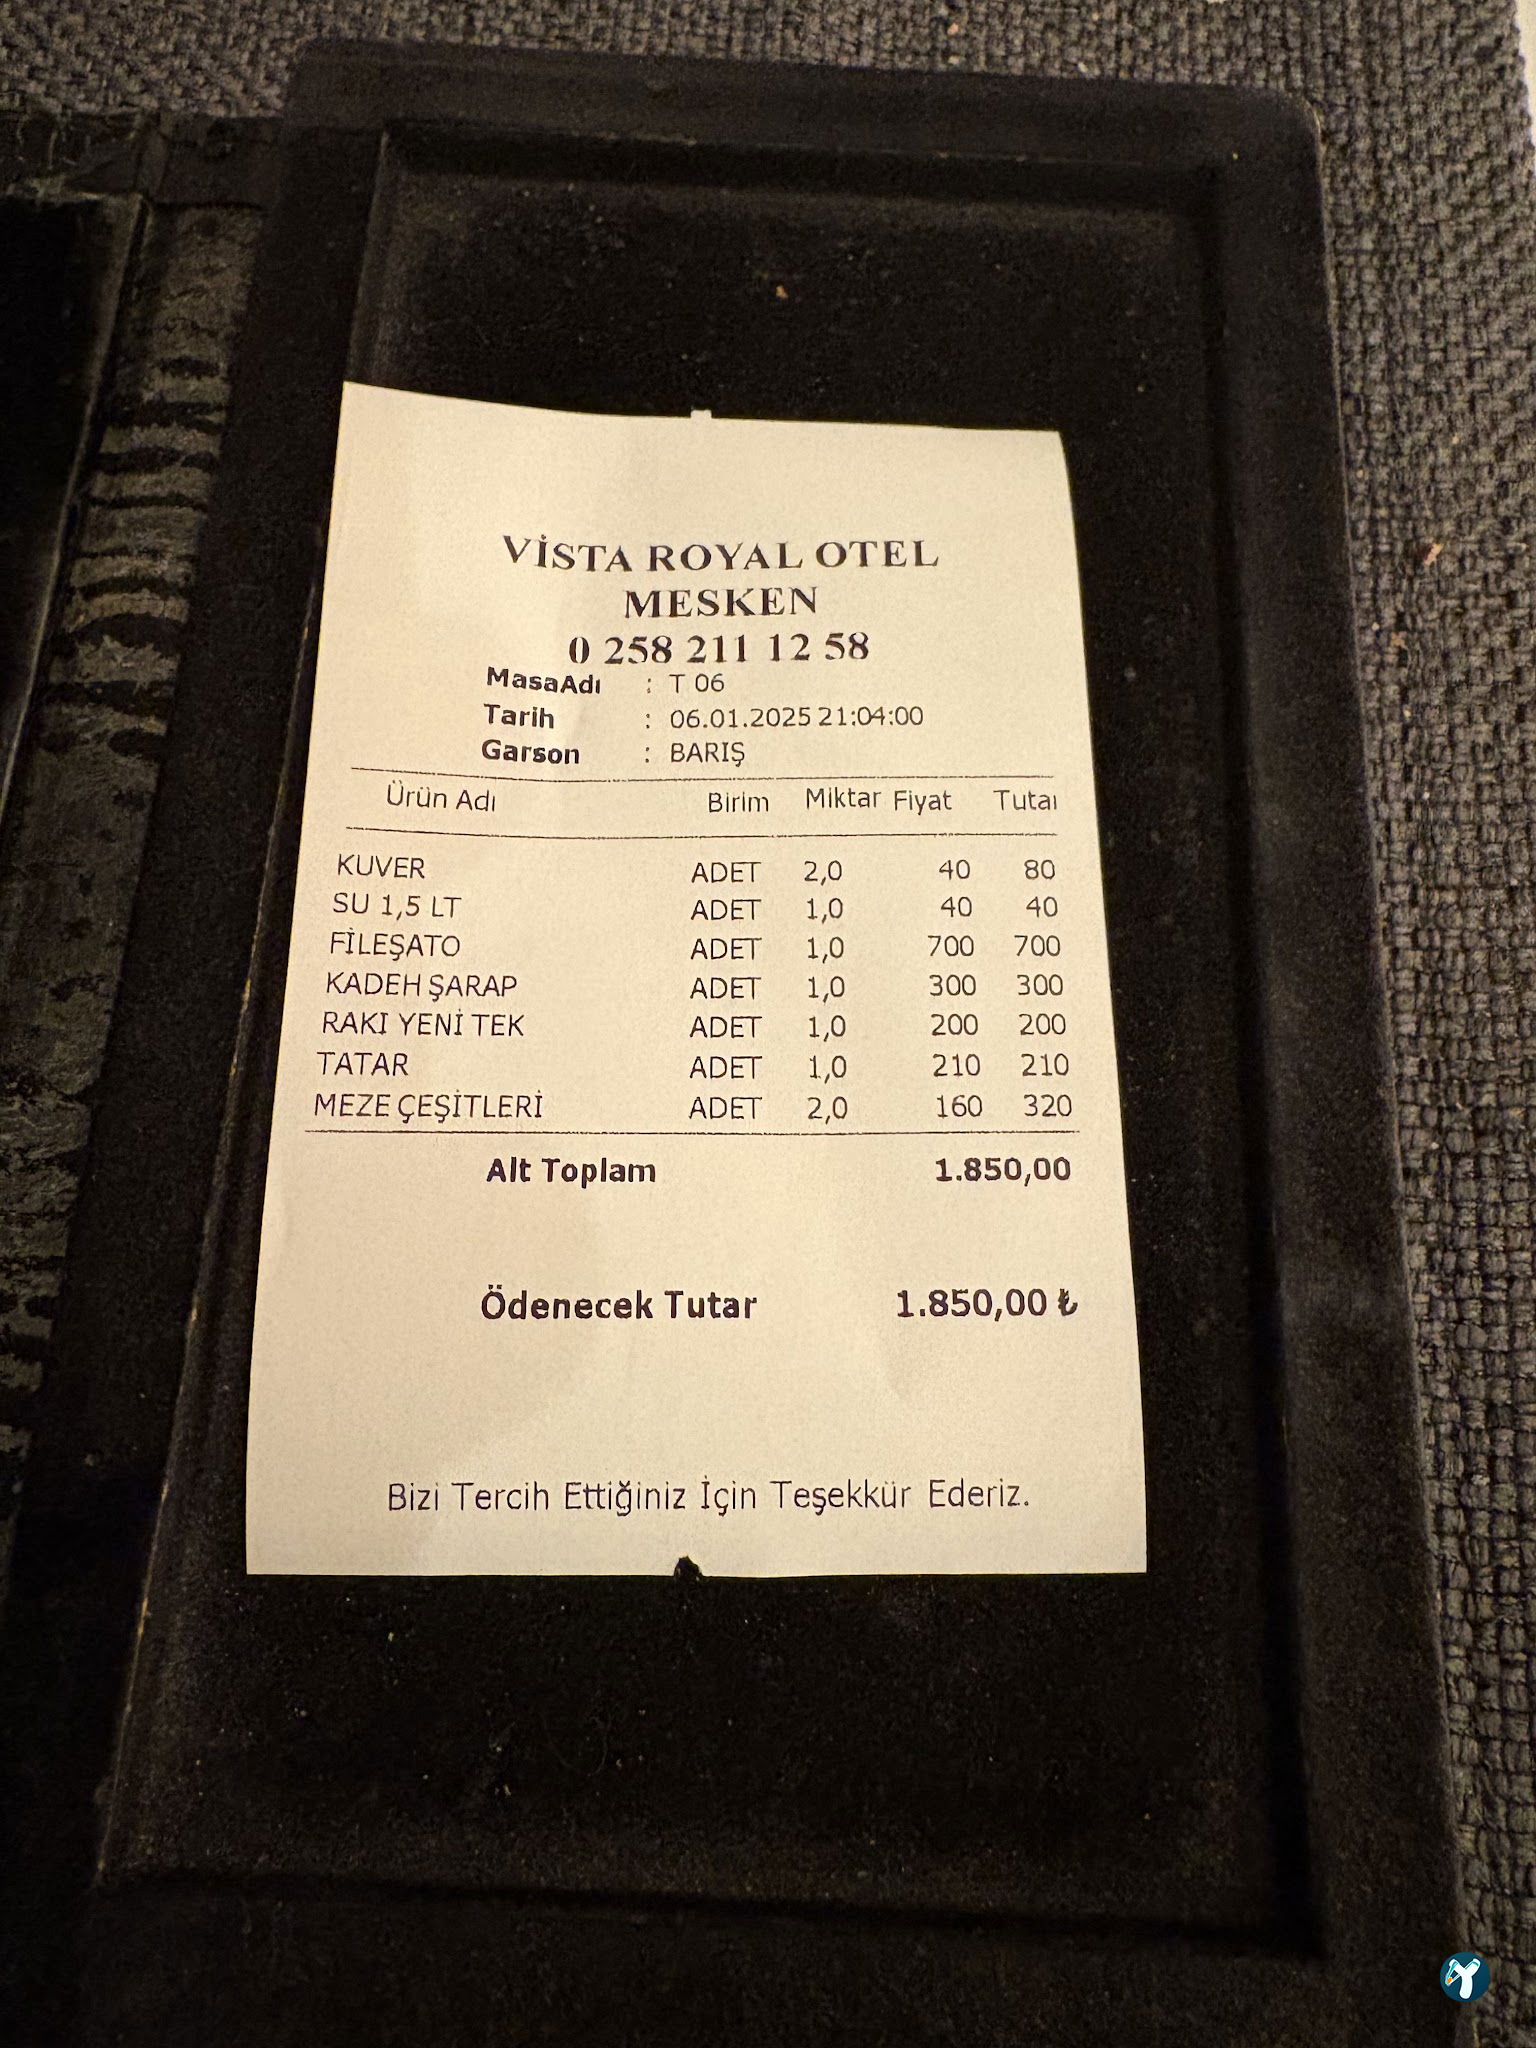 VİSTA ROYAL OTEL
MESKEN
0 258 211 12 58
MasaAdı : T 06
Tarih : 06.01.2025 21:04:00
Garson : BARIŞ
Ürün Adı Birim Miktar Fiyat Tutar
KUVER ADET 2,0 40 80
SU 1,5 LT ADET 1,0 40 40
FİLEŞATO ADET 1,0 700 700
KADEH ŞARAP ADET 1,0 300 300
RAKI YENİ TEK ADET 1,0 200 200
TATAR ADET 1,0 210 210
MEZE ÇEŞİTLERİ ADET 2,0 160 320
Alt Toplam 1.850,00
Ödenecek Tutar 1.850,00 ₺
Bizi Tercih Ettiğiniz İçin Teşekkür Ederiz.